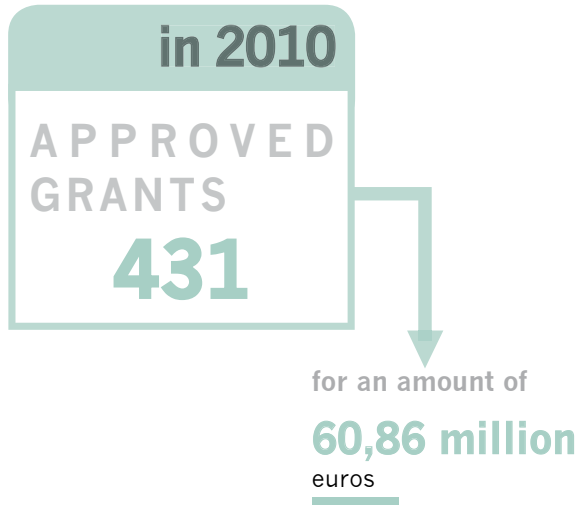 in 2010
APPROVED
GRANTS
431
for an amount of
60,86 million
euros